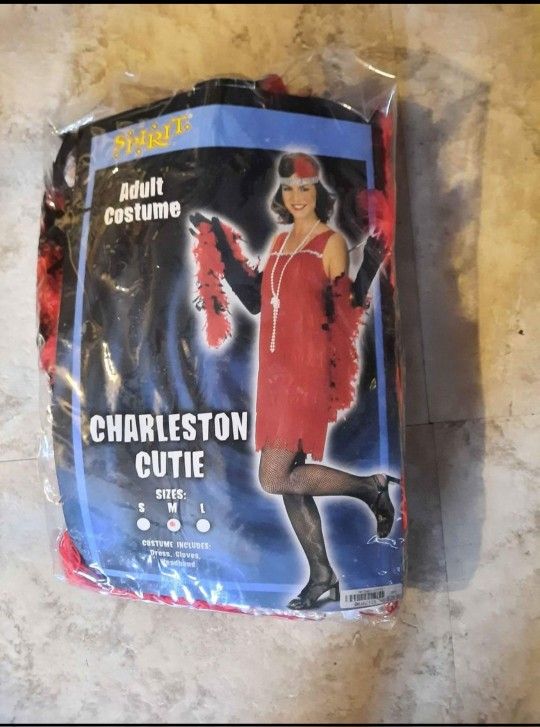 SPIRIT
Adult
Costume
CHARLESTON
CUTIE
SIZES:
S M L
COSTUME INCLUDES:
Dress, Gloves,
Headband